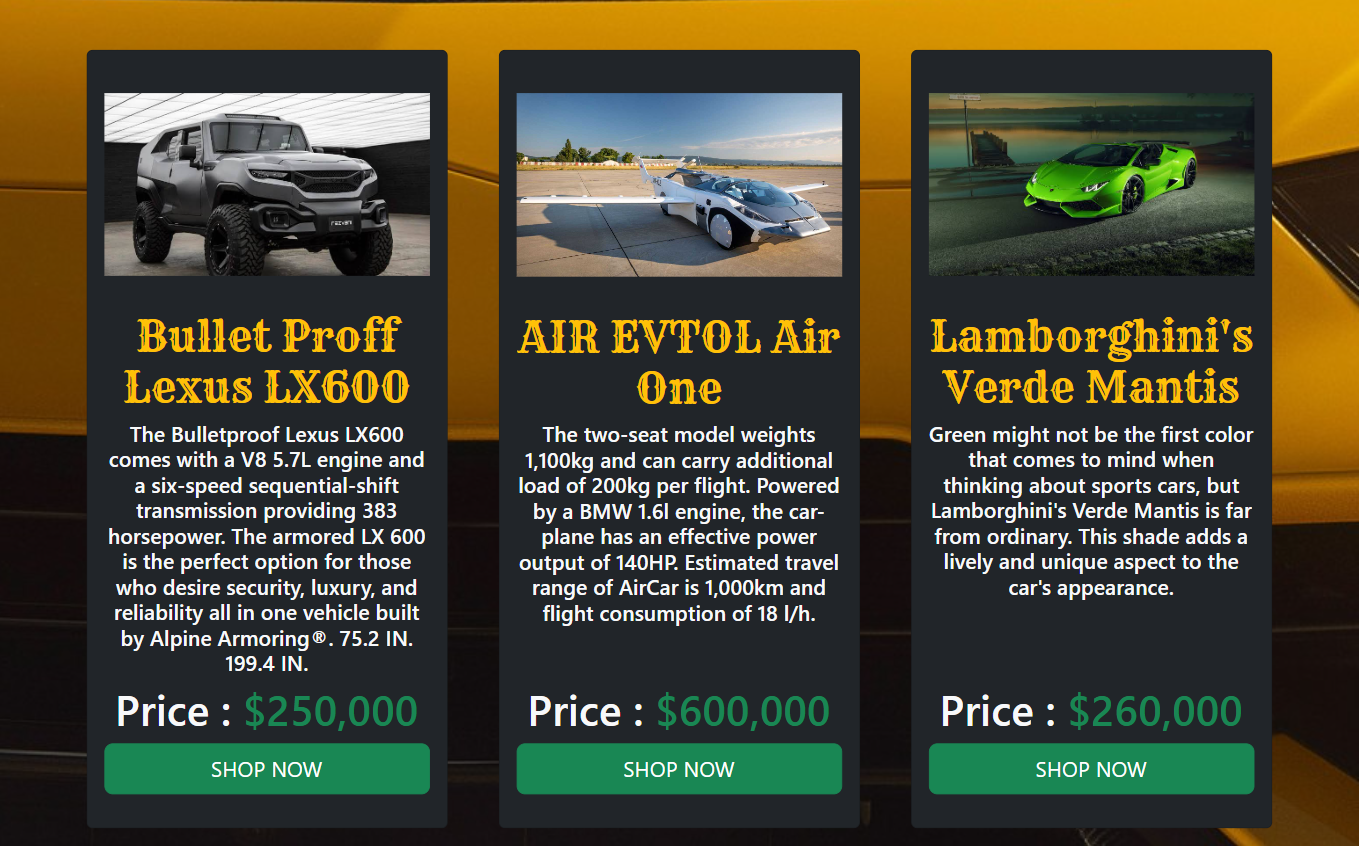 REZVANI
Bullet Proff
Lexus LX600
The Bulletproof Lexus LX600
comes with a V8 5.7L engine and
a six-speed sequential-shift
transmission providing 383
horsepower. The armored LX 600
is the perfect option for those
who desire security, luxury, and
reliability all in one vehicle built
by Alpine Armoring®. 75.2 IN.
199.4 IN.
Price : $250,000
SHOP NOW
AIR EVTOL Air
One
The two-seat model weights
1,100kg and can carry additional
load of 200kg per flight. Powered
by a BMW 1.6l engine, the car-
plane has an effective power
output of 140HP. Estimated travel
range of AirCar is 1,000km and
flight consumption of 18 l/h.
Price : $600,000
SHOP NOW
Lamborghini's
Verde Mantis
Green might not be the first color
that comes to mind when
thinking about sports cars, but
Lamborghini's Verde Mantis is far
from ordinary. This shade adds a
lively and unique aspect to the
car's appearance.
Price : $260,000
SHOP NOW